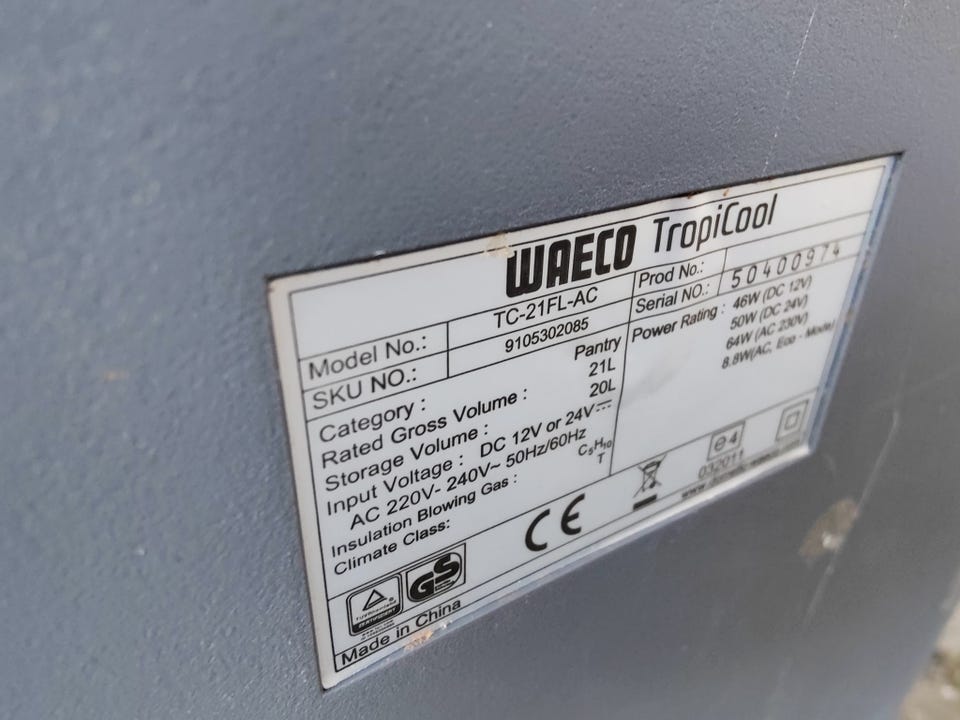 WAECO TropiCool
Model No.: TC-21FL-AC Prod No.:
SKU NO.: 9105302085 Serial NO.: 50400974
Category : Pantry
Rated Gross Volume : 21L
Storage Volume : 20L
Input Voltage : DC 12V or 24V
AC 220V- 240V~ 50Hz/60Hz
Insulation Blowing Gas : C₅H₁₀
Climate Class: T
Power Rating : 46W (DC 12V)
50W (DC 24V)
64W (AC 230V)
8.8W(AC, Eco - Mode)
CE
e4
032011
GS
Made in China